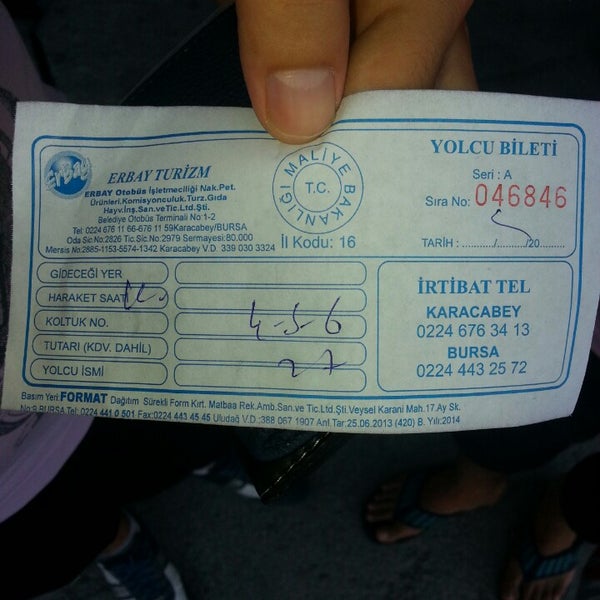 ERBAY
ERBAY TURİZM
ERBAY Otobüs İşletmeciliği Nak.Pet.
Ürünleri.Komisyonculuk.Turz.Gıda
Hayv.İnş.San.ve Tic.Ltd.Şti.
Belediye Otobüs Terminali No 1-2
Tel: 0224 676 11 66-676 11 59 Karacabey/BURSA
Oda Sic.No:2826 Tic.Sic.No:2979 Sermayesi:80.000
Mersis No:2885-1153-5574-1342 Karacabey V.D. 339 030 3324
MALİYE BAKANLIĞI
T.C.
İl Kodu: 16
YOLCU BİLETİ
Seri : A
Sıra No: 046846
TARİH : ........../........./20.........
GİDECEĞİ YER
HARAKET SAATİ
KOLTUK NO. 4-5-6
TUTARI (KDV. DAHİL) 27
YOLCU İSMİ
İRTİBAT TEL
KARACABEY
0224 676 34 13
BURSA
0224 443 25 72
Basım Yeri:FORMAT Dağıtım Sürekli Form Kırt. Matbaa Rek.Amb.San.ve Tic.Ltd.Şti.Veysel Karani Mah.17.Ay Sk.
No:9 BURSA Tel: 0224 441 0 501 Fax:0224 443 45 45 Uludağ V.D.:388 067 1907 Anl.Tar:25.06.2013 (420) B. Yılı:2014